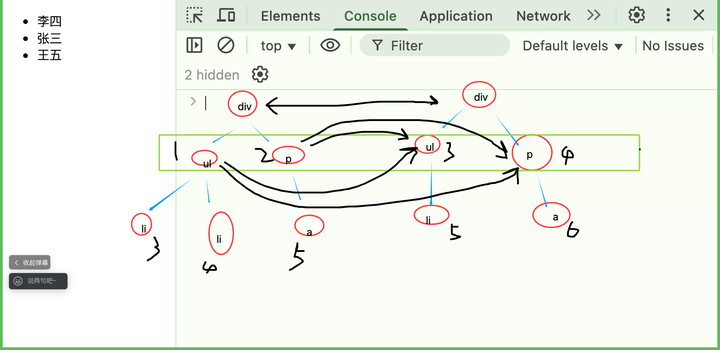 李四
张三
王五
Elements
Console
Application
Network
top
Filter
Default levels
No Issues
2 hidden
div
div
1
ul
2
p
ul
3
p
4
li
3
li
4
a
5
li
5
a
6
收起弹幕
说两句吧~